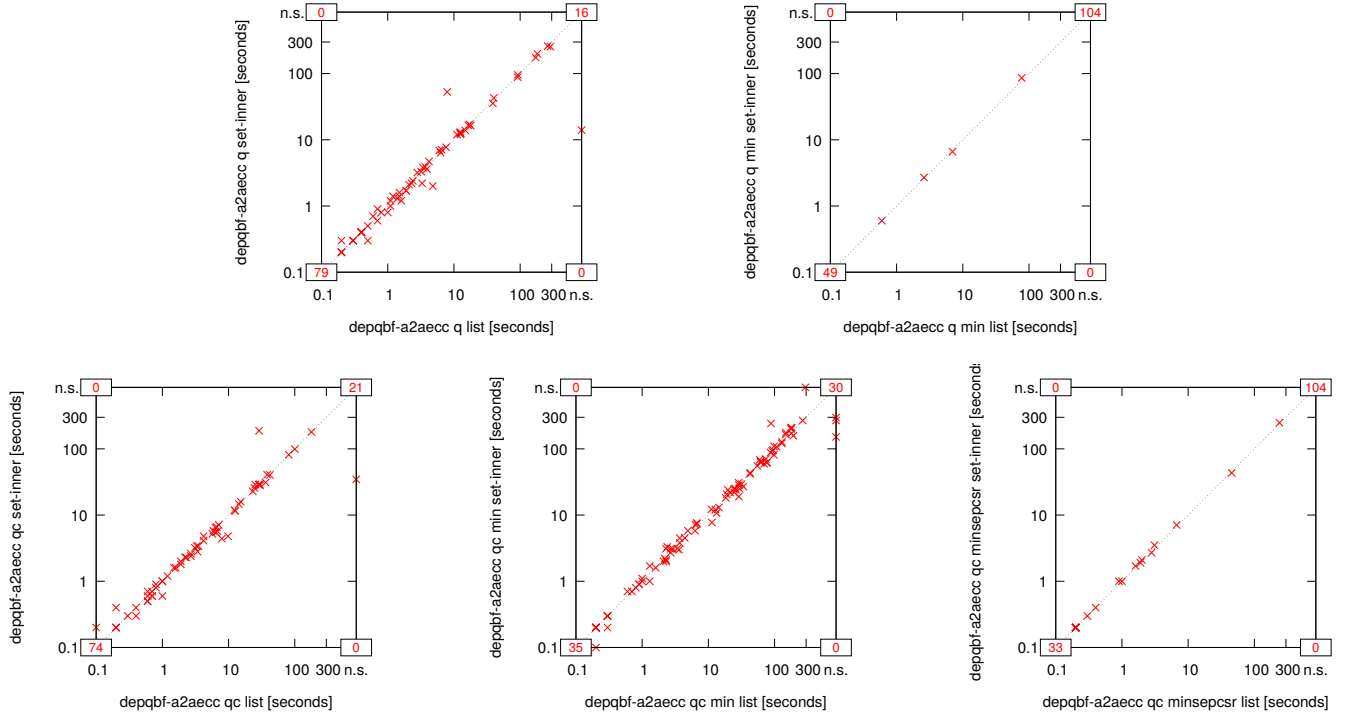 n.s. 0 16
300
100
10
1
0.1 79 0
0.1 1 10 100 300 n.s.
depqbf-a2aecc q set-inner [seconds]
depqbf-a2aecc q list [seconds]
n.s. 0 104
300
100
10
1
0.1 49 0
0.1 1 10 100 300 n.s.
depqbf-a2aecc q min set-inner [seconds]
depqbf-a2aecc q min list [seconds]
n.s. 0 21
300
100
10
1
0.1 74 0
0.1 1 10 100 300 n.s.
depqbf-a2aecc qc set-inner [seconds]
depqbf-a2aecc qc list [seconds]
n.s. 0 30
300
100
10
1
0.1 35 0
0.1 1 10 100 300 n.s.
depqbf-a2aecc qc min set-inner [seconds]
depqbf-a2aecc qc min list [seconds]
n.s. 0 104
300
100
10
1
0.1 33 0
0.1 1 10 100 300 n.s.
depqbf-a2aecc qc minsepcsr set-inner [second
depqbf-a2aecc qc minsepcsr list [seconds]